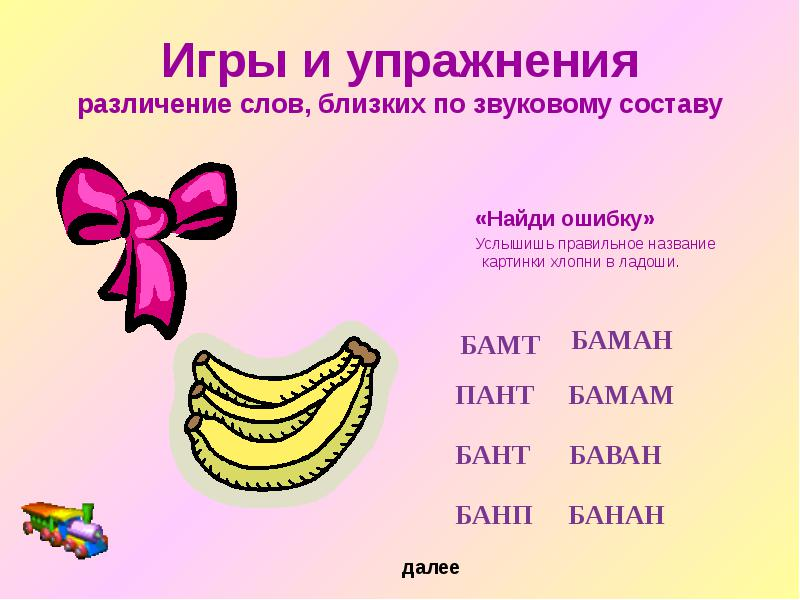 Игры и упражнения
различение слов, близких по звуковому составу
«Найди ошибку»
Услышишь правильное название
картинки хлопни в ладоши.
БАМТ БАМАН
ПАНТ БАМАМ
БАНТ БАВАН
БАНП БАНАН
далее